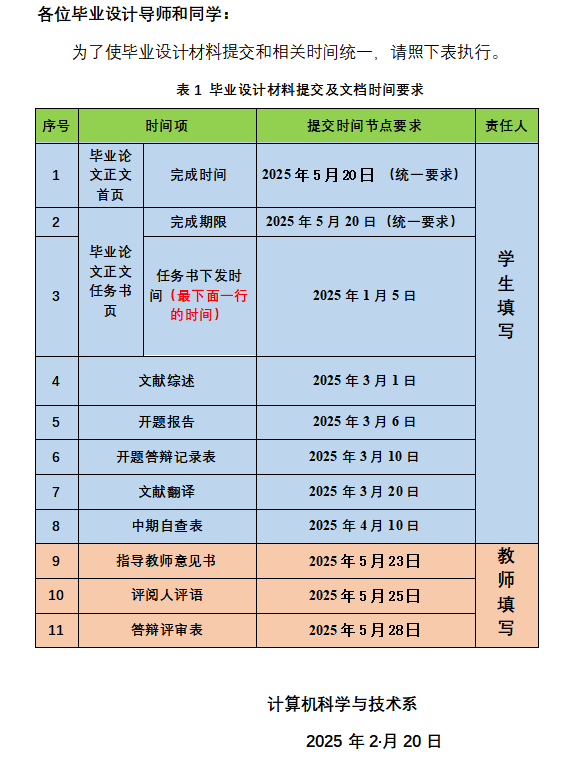 各位毕业设计导师和同学：
为了使毕业设计材料提交和相关时间统一，请照下表执行。
表 1 毕业设计材料提交及文档时间要求
序号 时间项 提交时间节点要求 责任人
1 毕业论文正文首页 完成时间 2025 年 5 月 20 日 （统一要求） 学生填写
2 毕业论文正文任务书页 完成期限 2025 年 5 月 20 日（统一要求）
3 任务书下发时间（最下面一行的时间） 2025 年 1 月 5 日
4 文献综述 2025 年 3 月 1 日
5 开题报告 2025 年 3 月 6 日
6 开题答辩记录表 2025 年 3 月 10 日
7 文献翻译 2025 年 3 月 20 日
8 中期自查表 2025 年 4 月 10 日
9 指导教师意见书 2025 年 5 月 23 日 教师填写
10 评阅人评语 2025 年 5 月 25 日
11 答辩评审表 2025 年 5 月 28 日
计算机科学与技术系
2025 年 2·月 20 日